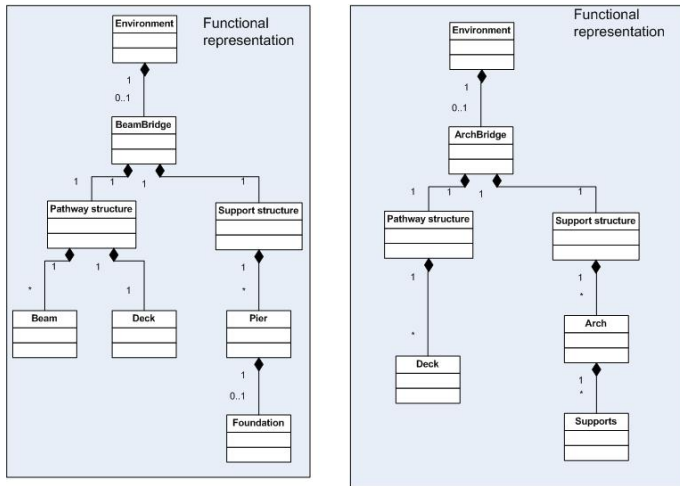 Functional
representation
Environment
1
0..1
BeamBridge
1 1 1 1
Pathway structure
Support structure
1 1 1
* 1 *
Beam
Deck
Pier
1
0..1
Foundation
Functional
representation
Environment
1
0..1
ArchBridge
1 1 1 1
Pathway structure
Support structure
1 1
* *
Arch
Deck
1
*
Supports